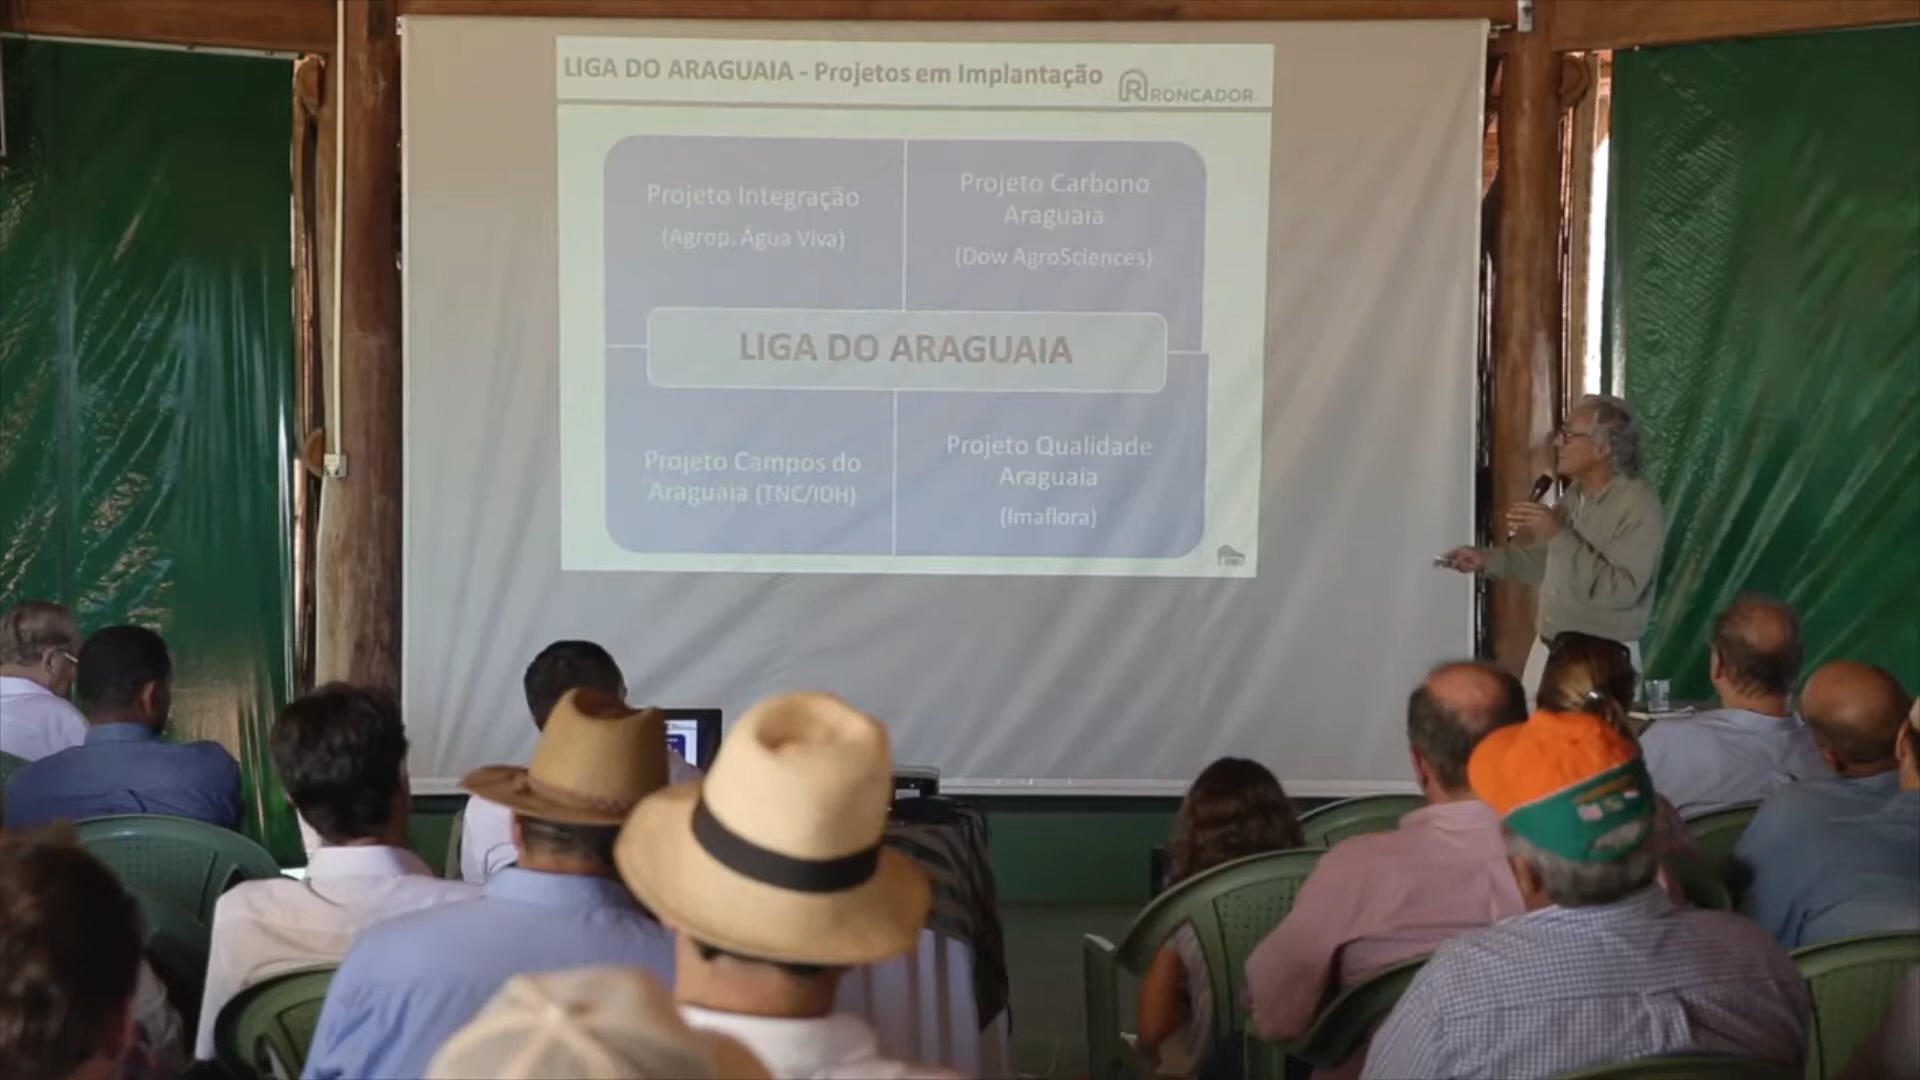 LIGA DO ARAGUAIA - Projetos em Implantação
RONCADOR
Projeto Integração
(Agrop. Água Viva)
Projeto Carbono
Araguaia
(Dow AgroSciences)
LIGA DO ARAGUAIA
Projeto Campos do
Araguaia (TNC/IDH)
Projeto Qualidade
Araguaia
(Imaflora)